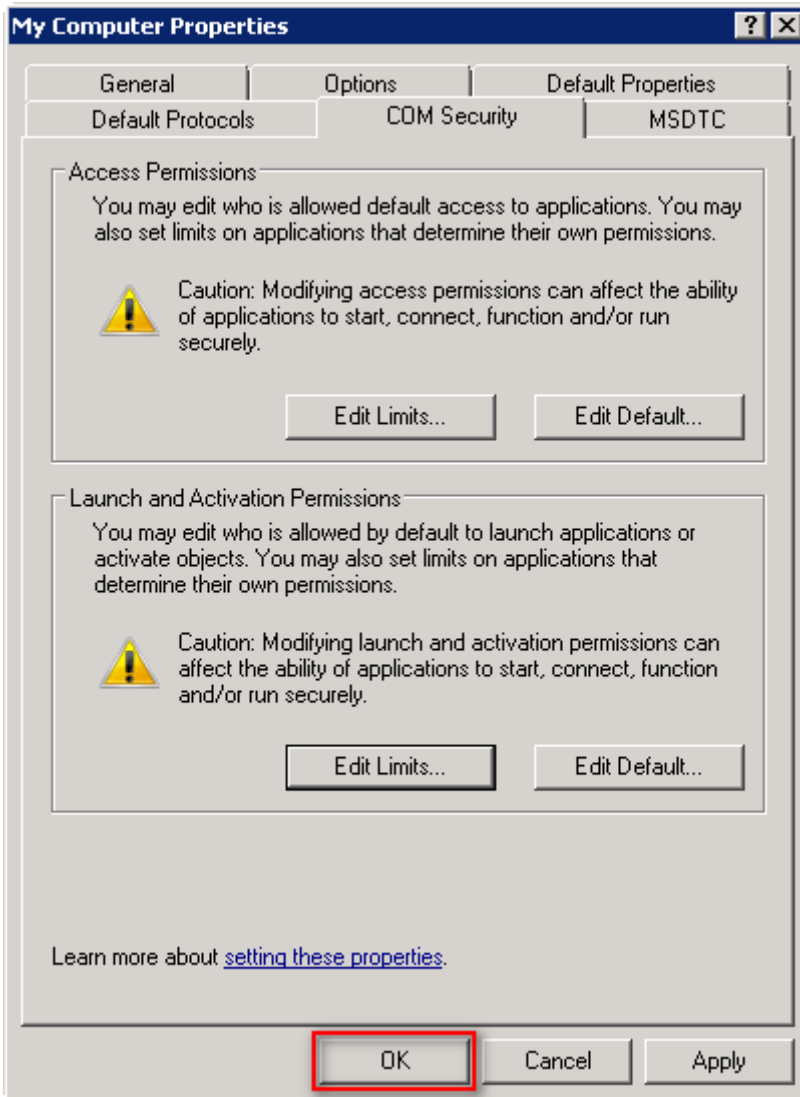 My Computer Properties
General Options Default Properties
Default Protocols COM Security MSDTC
Access Permissions
You may edit who is allowed default access to applications. You may
also set limits on applications that determine their own permissions.
Caution: Modifying access permissions can affect the ability
of applications to start, connect, function and/or run
securely.
Edit Limits... Edit Default...
Launch and Activation Permissions
You may edit who is allowed by default to launch applications or
activate objects. You may also set limits on applications that
determine their own permissions.
Caution: Modifying launch and activation permissions can
affect the ability of applications to start, connect, function
and/or run securely.
Edit Limits... Edit Default...
Learn more about setting these properties.
OK Cancel Apply